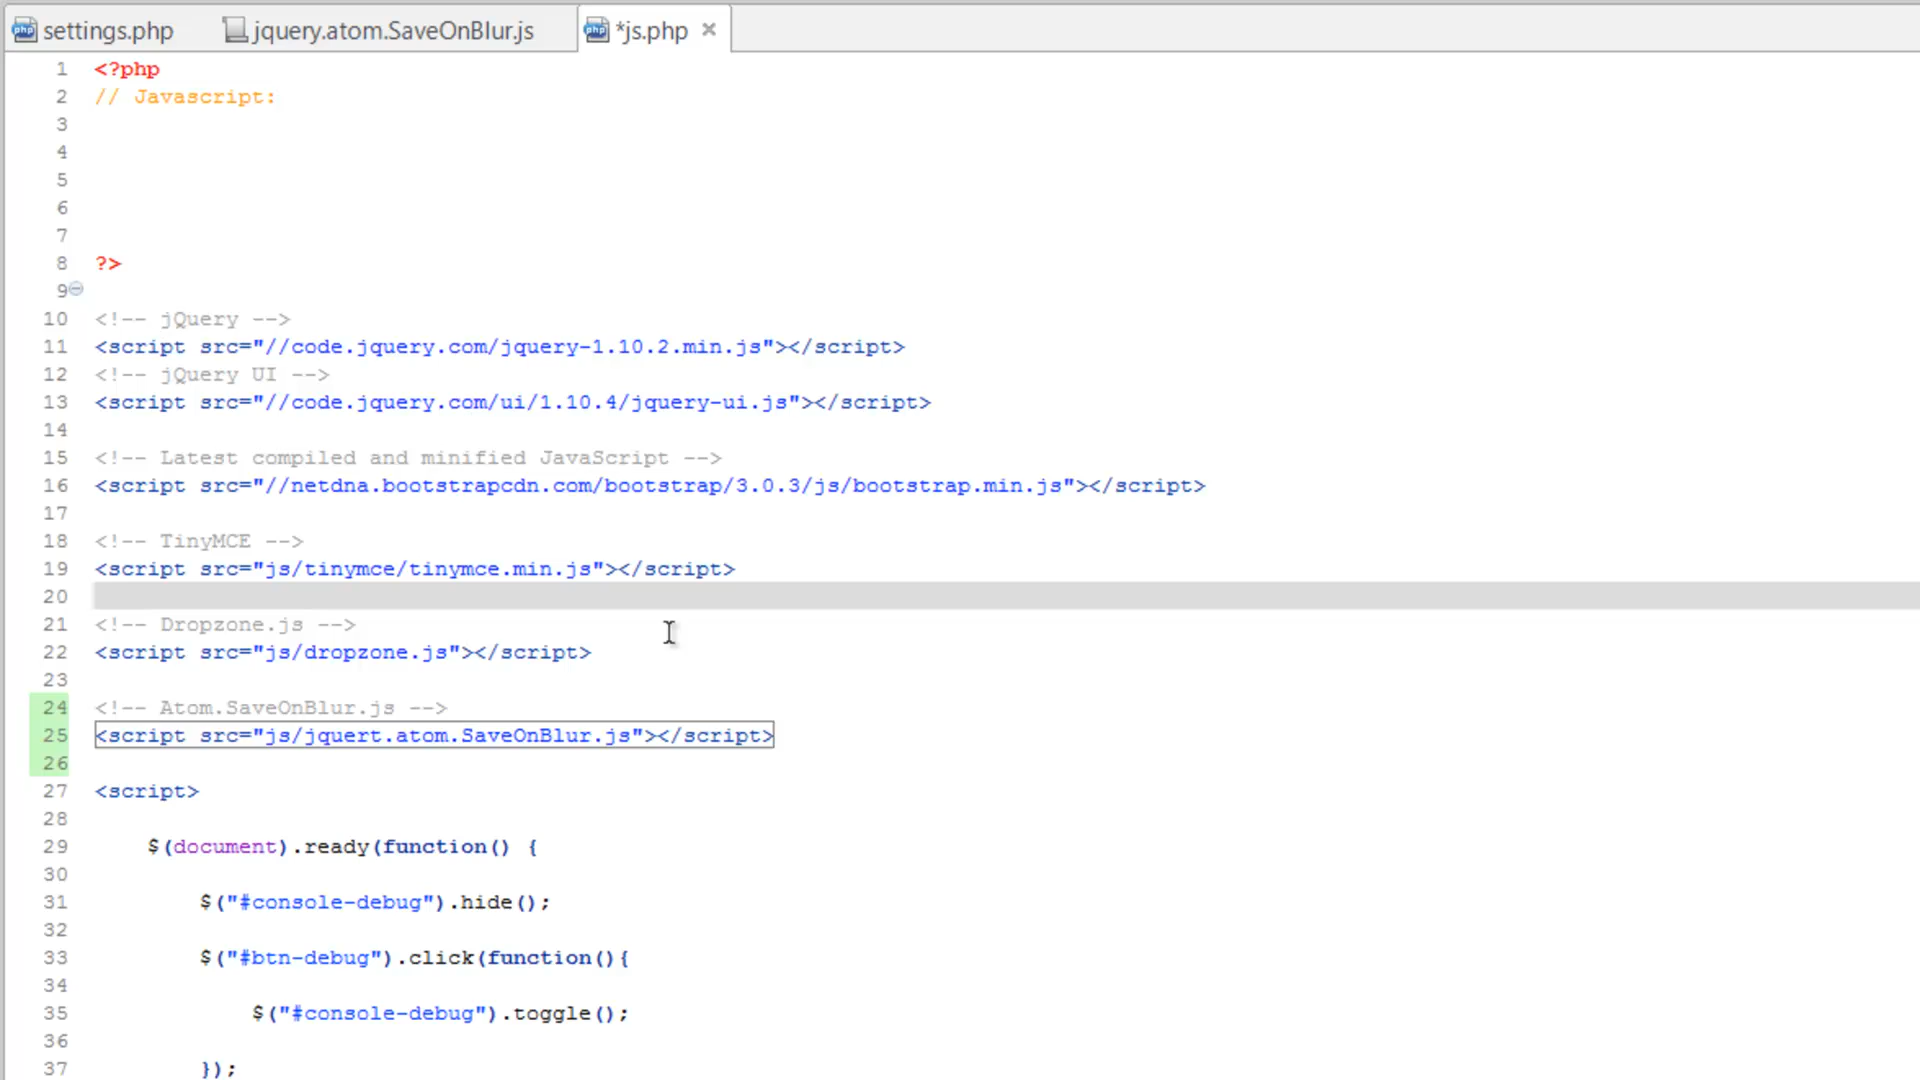 settings.php jquery.atom.SaveOnBlur.js *js.php
1 <?php
2 // Javascript:
3
4
5
6
7
8 ?>
9
10 <!-- jQuery -->
11 <script src="//code.jquery.com/jquery-1.10.2.min.js"></script>
12 <!-- jQuery UI -->
13 <script src="//code.jquery.com/ui/1.10.4/jquery-ui.js"></script>
14
15 <!-- Latest compiled and minified JavaScript -->
16 <script src="//netdna.bootstrapcdn.com/bootstrap/3.0.3/js/bootstrap.min.js"></script>
17
18 <!-- TinyMCE -->
19 <script src="js/tinymce/tinymce.min.js"></script>
20
21 <!-- Dropzone.js -->
22 <script src="js/dropzone.js"></script>
23
24 <!-- Atom.SaveOnBlur.js -->
25 <script src="js/jquert.atom.SaveOnBlur.js"></script>
26
27 <script>
28
29 $(document).ready(function() {
30
31 $("#console-debug").hide();
32
33 $("#btn-debug").click(function(){
34
35 $("#console-debug").toggle();
36
37 });